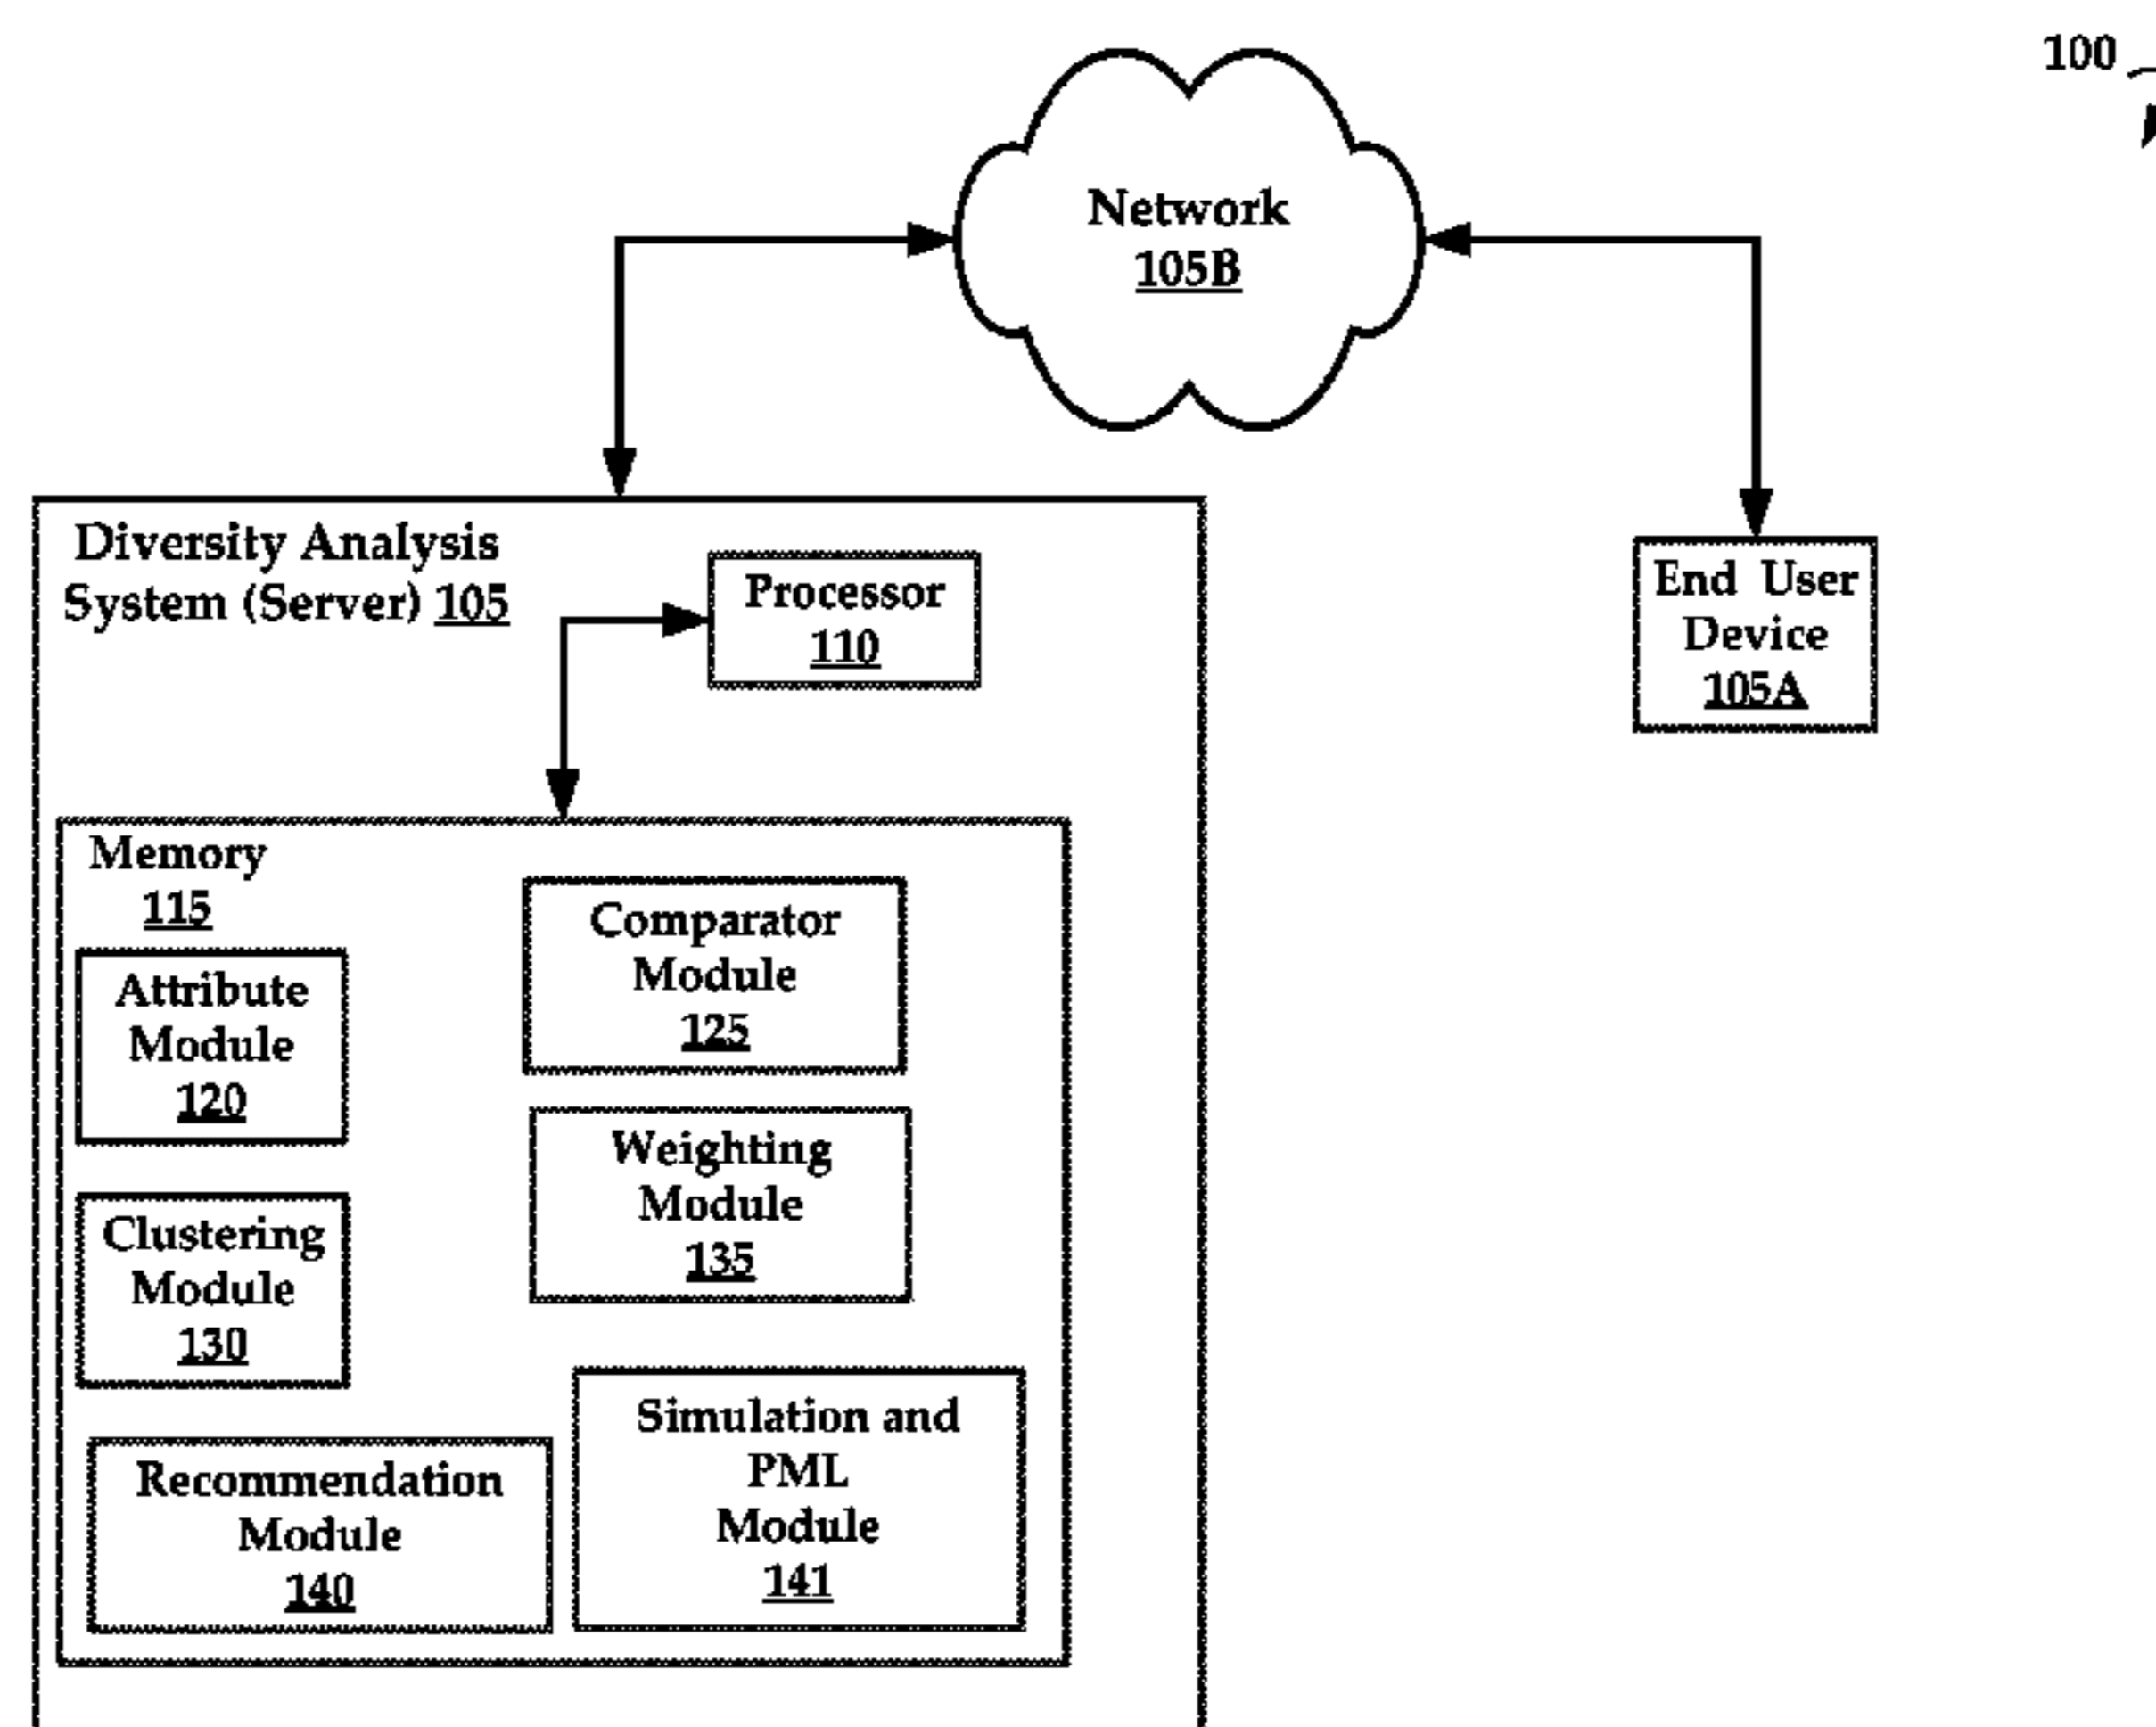 100
Network
105B
Diversity Analysis
System (Server) 105
Processor
110
End User
Device
105A
Memory
115
Comparator
Module
125
Attribute
Module
120
Weighting
Module
135
Clustering
Module
130
Simulation and
PML
Module
141
Recommendation
Module
140